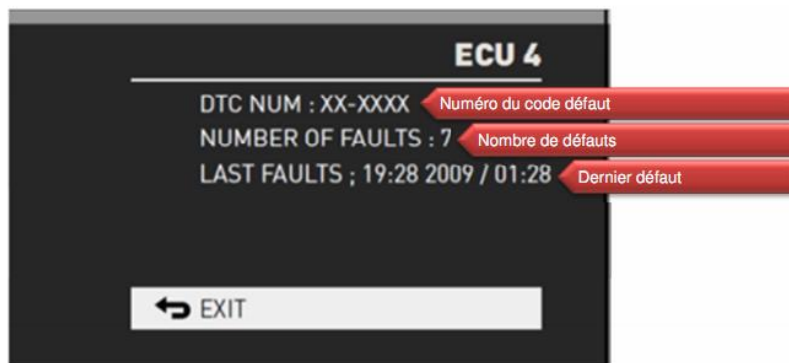 ECU 4
DTC NUM : XX-XXXX Numéro du code défaut
NUMBER OF FAULTS : 7 Nombre de défauts
LAST FAULTS ; 19:28 2009 / 01:28 Dernier défaut
EXIT